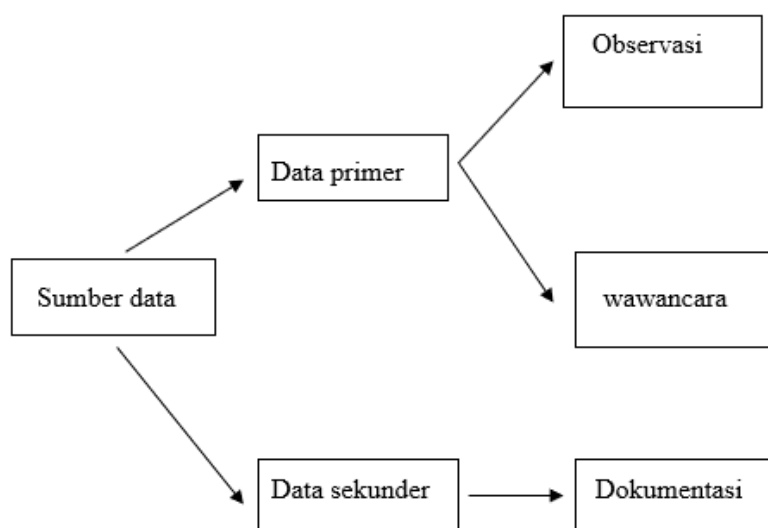 Observasi
Data primer
Sumber data
wawancara
Data sekunder
Dokumentasi